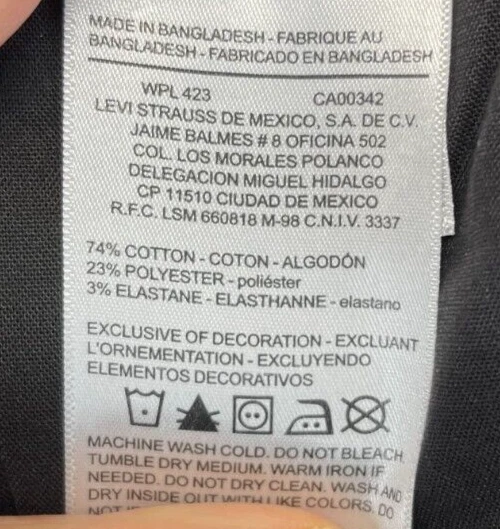 MADE IN BANGLADESH - FABRIQUE AU
BANGLADESH - FABRICADO EN BANGLADESH
WPL 423 CA00342
LEVI STRAUSS DE MEXICO, S.A. DE C.V.
JAIME BALMES # 8 OFICINA 502
COL. LOS MORALES POLANCO
DELEGACION MIGUEL HIDALGO
CP 11510 CIUDAD DE MEXICO
R.F.C. LSM 660818 M-98 C.N.I.V. 3337
74% COTTON - COTON - ALGODÓN
23% POLYESTER - poliéster
3% ELASTANE - ELASTHANNE - elastano
EXCLUSIVE OF DECORATION - EXCLUANT
L'ORNEMENTATION - EXCLUYENDO
ELEMENTOS DECORATIVOS
MACHINE WASH COLD. DO NOT BLEACH
TUMBLE DRY MEDIUM. WARM IRON IF
NEEDED. DO NOT DRY CLEAN. WASH AND
DRY INSIDE OUT WITH LIKE COLORS. DO
NOT